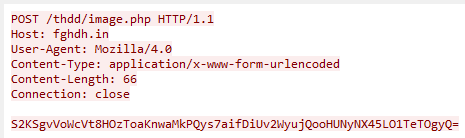 POST /thdd/image.php HTTP/1.1
Host: fghdh.in
User-Agent: Mozilla/4.0
Content-Type: application/x-www-form-urlencoded
Content-Length: 66
Connection: close

S2KSgvVoWcVt8HOzToaKnwaMkPQys7aifDiUv2WyujQooHUNyNX45LO1TeTOgyQ=